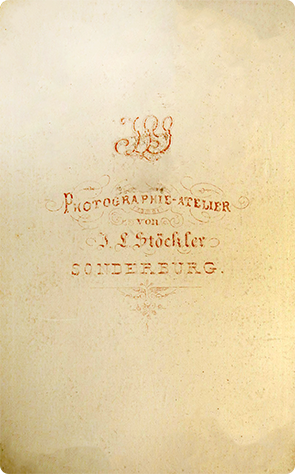 PHOTOGRAPHIE-ATELIER
von
J. L. Stöckler
SONDERBURG.